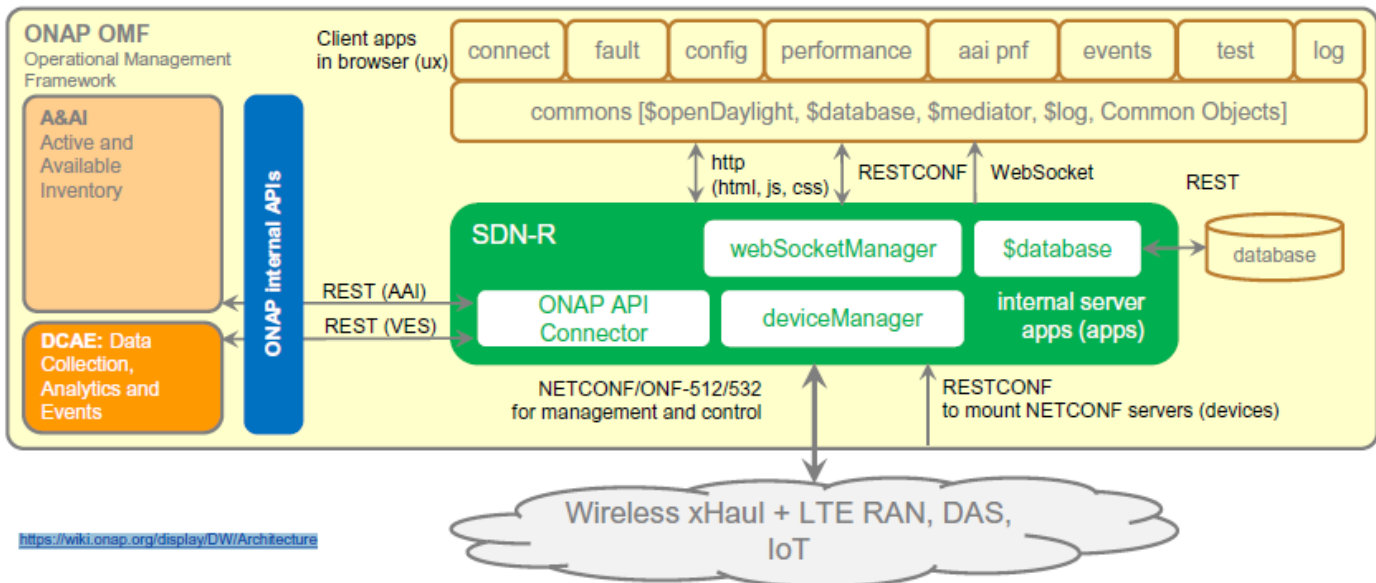 ONAP OMF
Operational Management
Framework
Client apps
in browser (ux)
connect
fault
config
performance
aai pnf
events
test
log
commons [$openDaylight, $database, $mediator, $log, Common Objects]
A&AI
Active and
Available
Inventory
ONAP internal APIs
http
(html, js, css)
RESTCONF
WebSocket
REST
SDN-R
webSocketManager
$database
database
REST (AAI)
ONAP API
Connector
deviceManager
internal server
apps (apps)
REST (VES)
DCAE: Data
Collection,
Analytics and
Events
NETCONF/ONF-512/532
for management and control
RESTCONF
to mount NETCONF servers (devices)
Wireless xHaul + LTE RAN, DAS,
IoT
https://wiki.onap.org/display/DW/Architecture